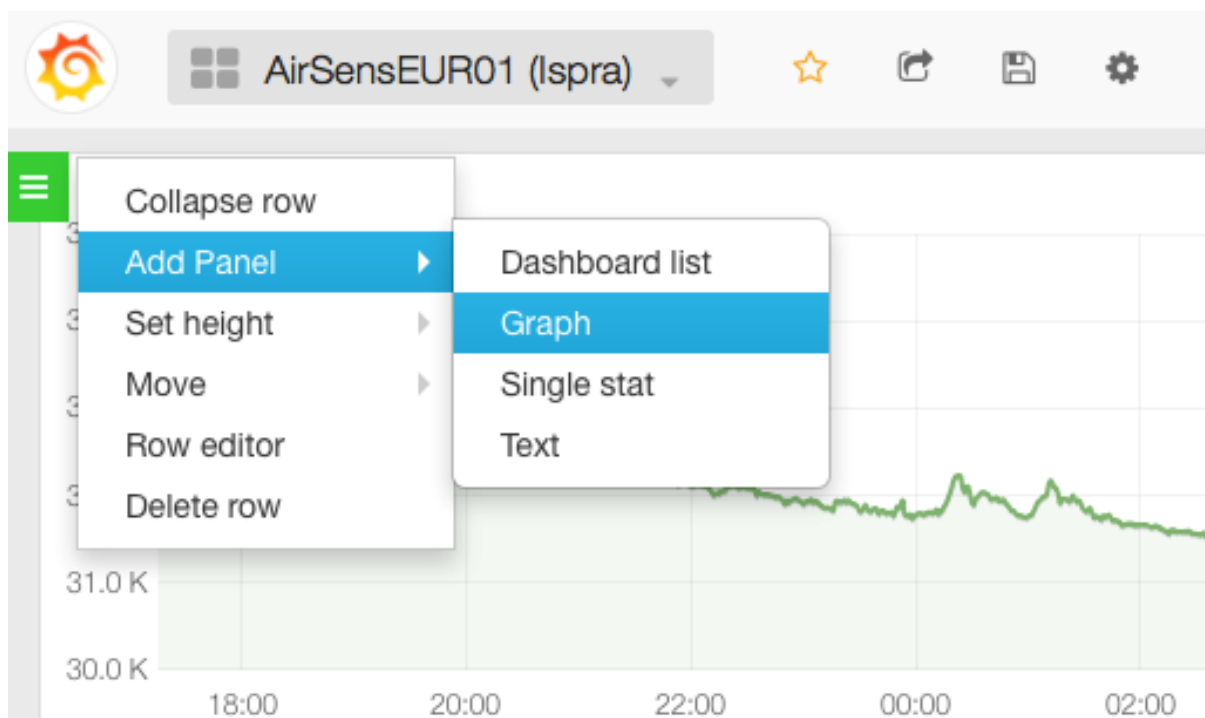 AirSensEUR01 (Ispra)
Collapse row
Add Panel
Set height
Move
Row editor
Delete row
Dashboard list
Graph
Single stat
Text
31.0 K
30.0 K
18:00 20:00 22:00 00:00 02:00